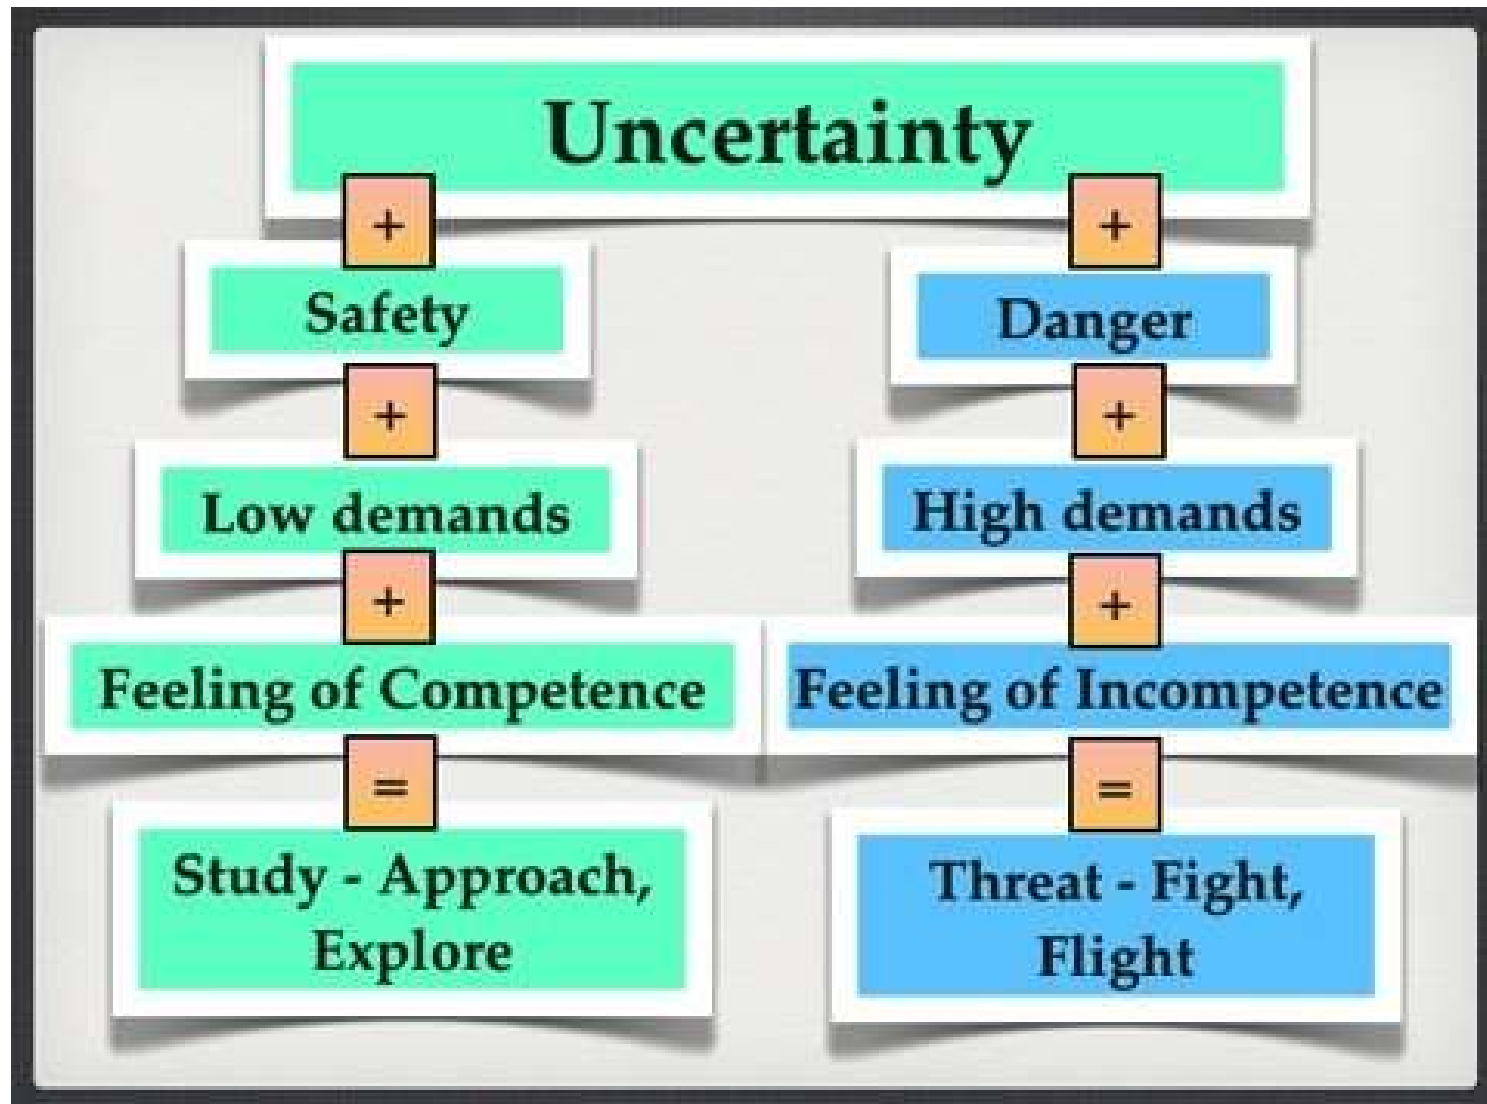 Uncertainty
+
+
Safety
Danger
+
+
Low demands
High demands
+
+
Feeling of Competence
Feeling of Incompetence
=
=
Study - Approach,
Explore
Threat - Fight,
Flight